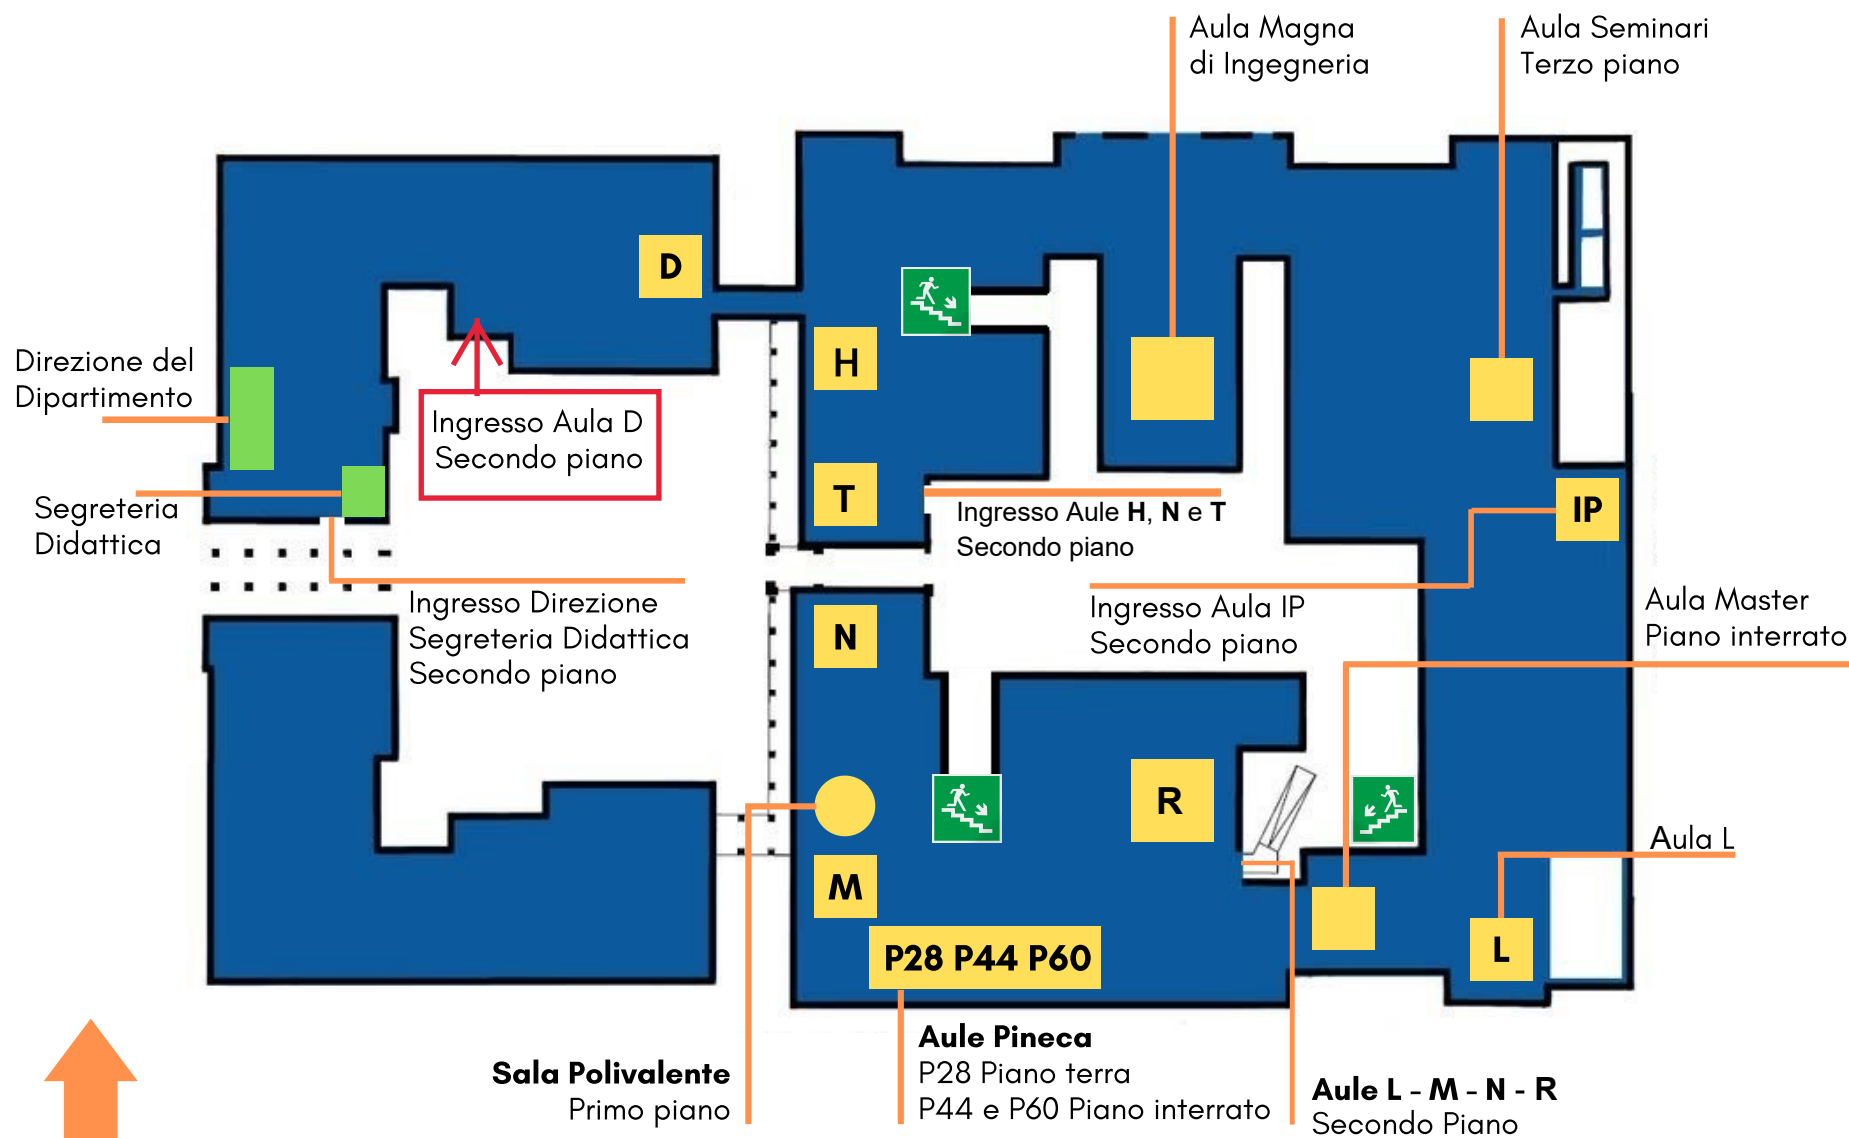 Aula Magna
di Ingegneria
Aula Seminari
Terzo piano
D
H
Direzione del
Dipartimento
Ingresso Aula D
Secondo piano
T
IP
Segreteria
Didattica
Ingresso Aule H, N e T
Secondo piano
Ingresso Direzione
Segreteria Didattica
Secondo piano
Ingresso Aula IP
Secondo piano
Aula Master
Piano interrato
N
R
Aula L
M
L
P28 P44 P60
Sala Polivalente
Primo piano
Aule Pineca
P28 Piano terra
P44 e P60 Piano interrato
Aule L - M - N - R
Secondo Piano